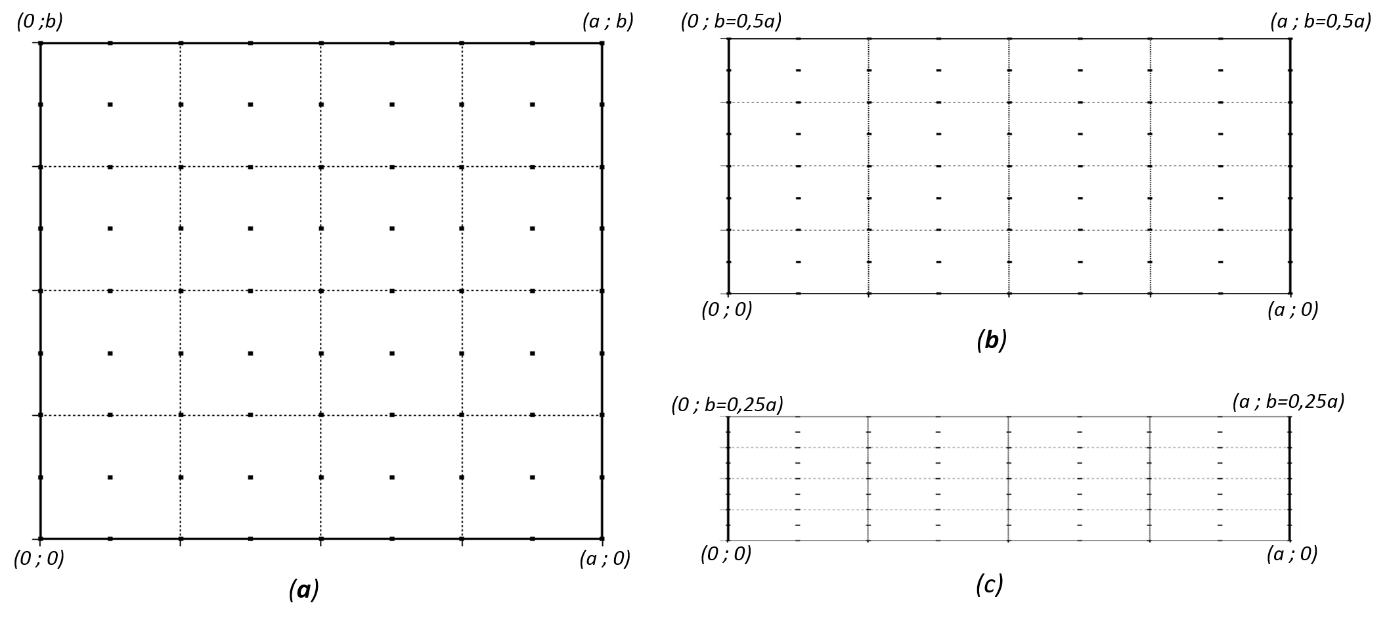 (0 ;b)
(a ; b)
(0 ; 0)
(a ; 0)
(a)
(0 ; b=0,5a)
(a ; b=0,5a)
(0 ; 0)
(a ; 0)
(b)
(0 ; b=0,25a)
(a ; b=0,25a)
(0 ; 0)
(a ; 0)
(c)